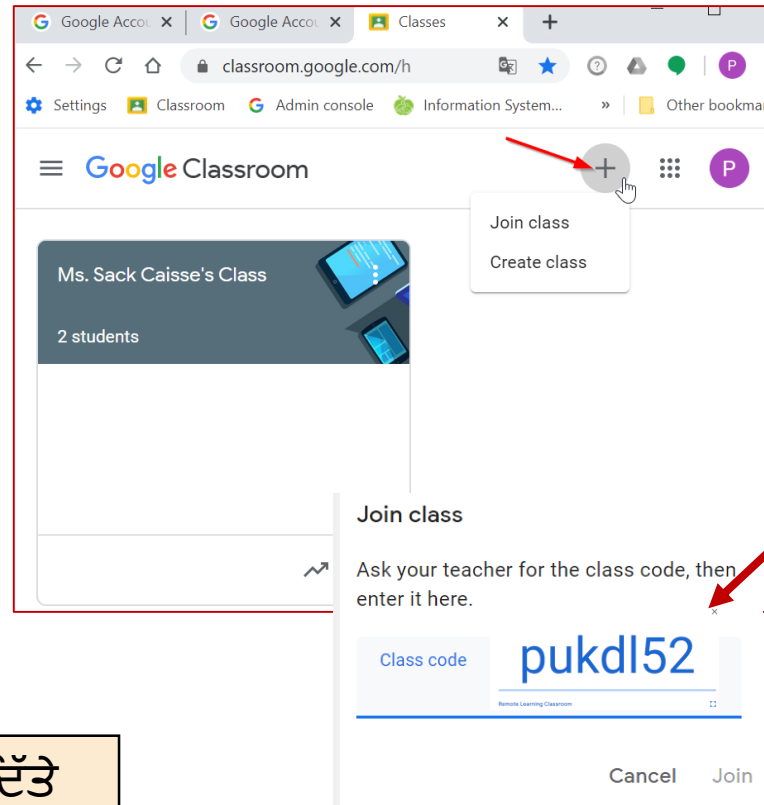 Google Accou
Google Accou
Classes
classroom.google.com/h
P
Settings
Classroom
Admin console
Information System...
»
Other bookmar
Google Classroom
P
Join class
Create class
Ms. Sack Caisse's Class
2 students
Join class
Ask your teacher for the class code, then
enter it here.
Class code
pukdl52
Remote Learning Classroom
Cancel Join
ਦਿੱਤੇ